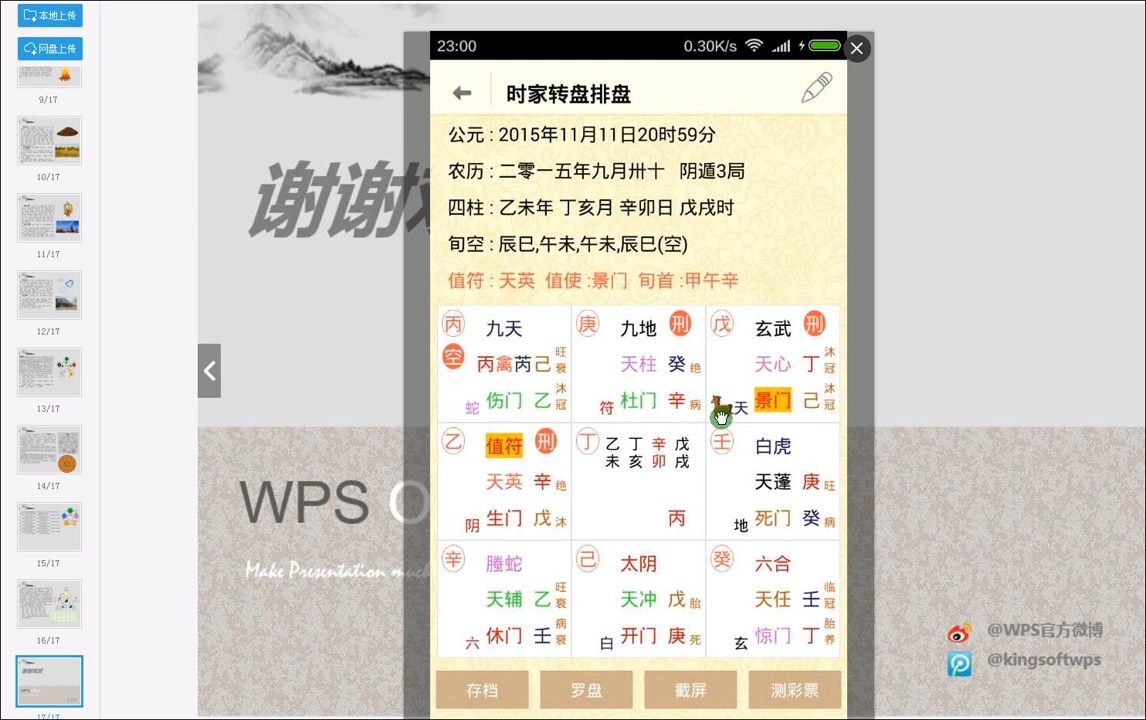 本地上传
网盘上传
9/17
10/17
11/17
12/17
13/17
14/17
15/17
16/17
17/17
谢谢
WPS O
Make Presentation muc
@WPS官方微博
@kingsoftwps
23:00 0.30K/s
时家转盘排盘
公元 : 2015年11月11日20时59分
农历 : 二零一五年九月卅十 阴遁3局
四柱 : 乙未年 丁亥月 辛卯日 戊戌时
旬空 : 辰巳,午未,午未,辰巳(空)
值符 : 天英 值使 :景门 旬首 :甲午辛
丙 九天
空 丙禽芮己 旺衰
蛇 伤门 乙 沐冠
庚 九地 刑
天柱 癸 绝
符 杜门 辛 病
戊 玄武 刑
天心 丁 沐冠
天 景门 己 沐冠
乙 值符 刑
天英 辛 绝
阴 生门 戊 沐
丁 乙 丁 辛 戊
未 亥 卯 戌
丙
壬 白虎
天蓬 庚 旺
地 死门 癸 病
辛 螣蛇
天辅 乙 旺衰
六 休门 壬 病衰
己 太阴
天冲 戊 胎
白 开门 庚 死
癸 六合
天任 壬 临冠
玄 惊门 丁 胎养
存档 罗盘 截屏 测彩票